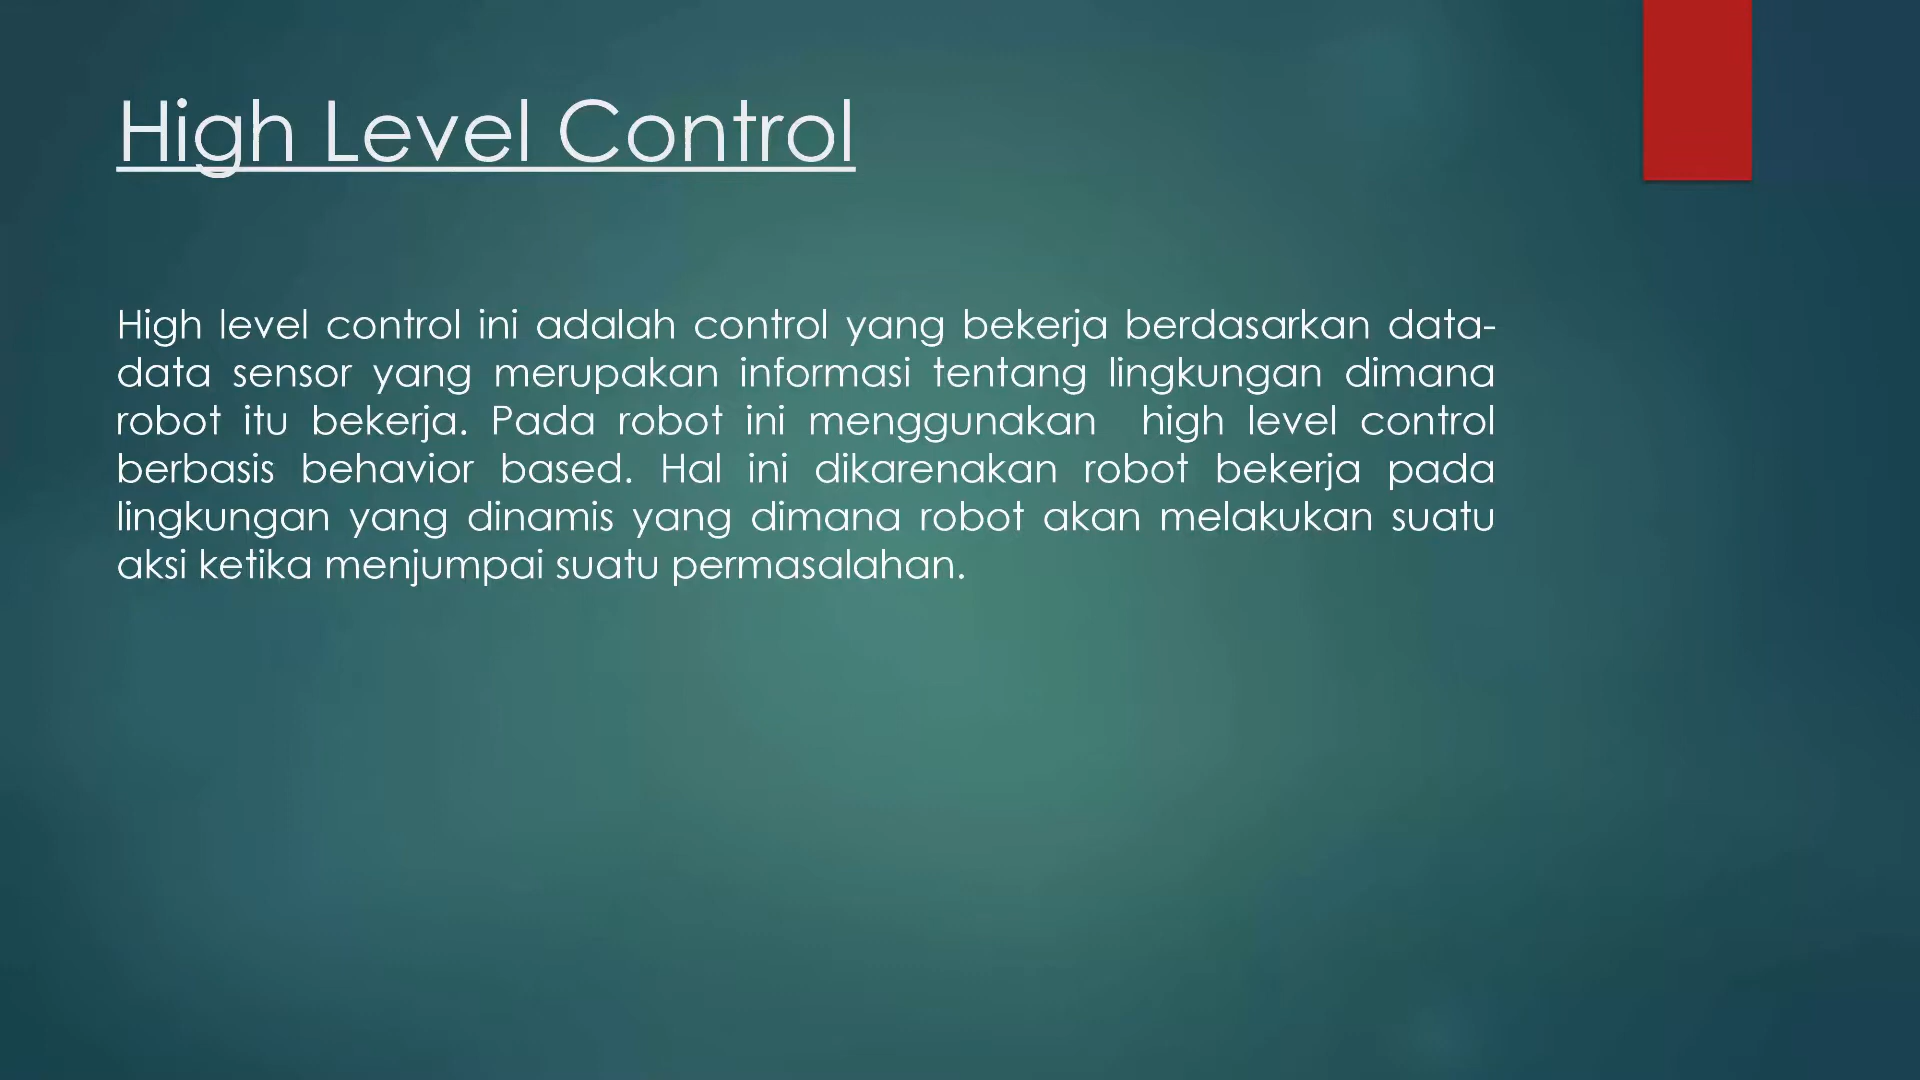 High Level Control
High level control ini adalah control yang bekerja berdasarkan data-
data sensor yang merupakan informasi tentang lingkungan dimana
robot itu bekerja. Pada robot ini menggunakan  high level control
berbasis behavior based. Hal ini dikarenakan robot bekerja pada
lingkungan yang dinamis yang dimana robot akan melakukan suatu
aksi ketika menjumpai suatu permasalahan.